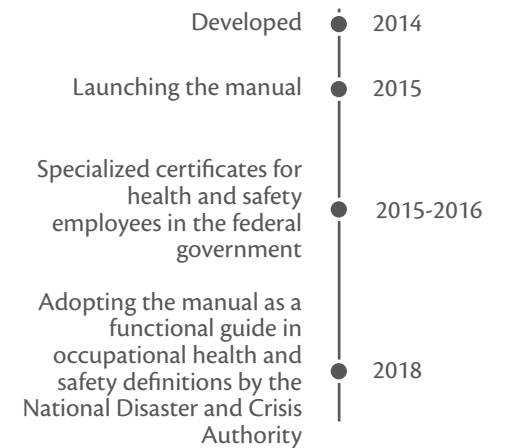 Developed
2014
Launching the manual
2015
Specialized certificates for
health and safety
employees in the federal
government
2015-2016
Adopting the manual as a
functional guide in
occupational health and
safety definitions by the
National Disaster and Crisis
Authority
2018